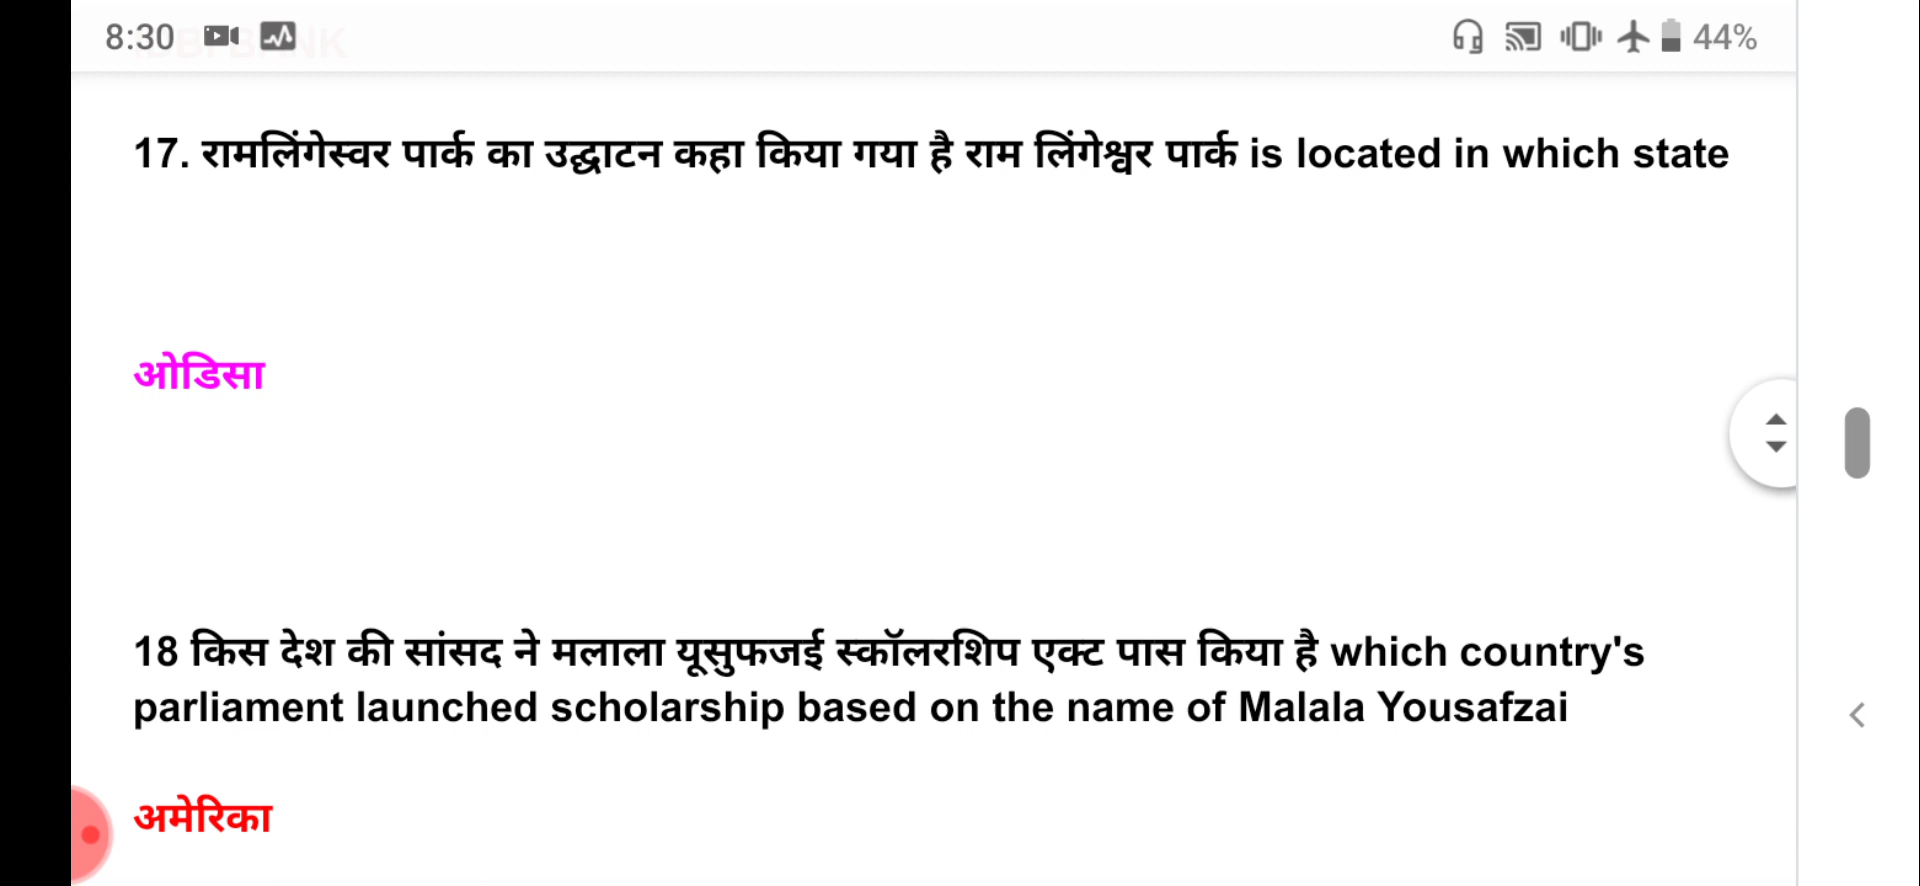 8:30
44%
17. रामलिंगेस्वर पार्क का उद्घाटन कहा किया गया है राम लिंगेश्वर पार्क is located in which state
ओडिसा
18 किस देश की सांसद ने मलाला यूसुफजई स्कॉलरशिप एक्ट पास किया है which country's
parliament launched scholarship based on the name of Malala Yousafzai
अमेरिका